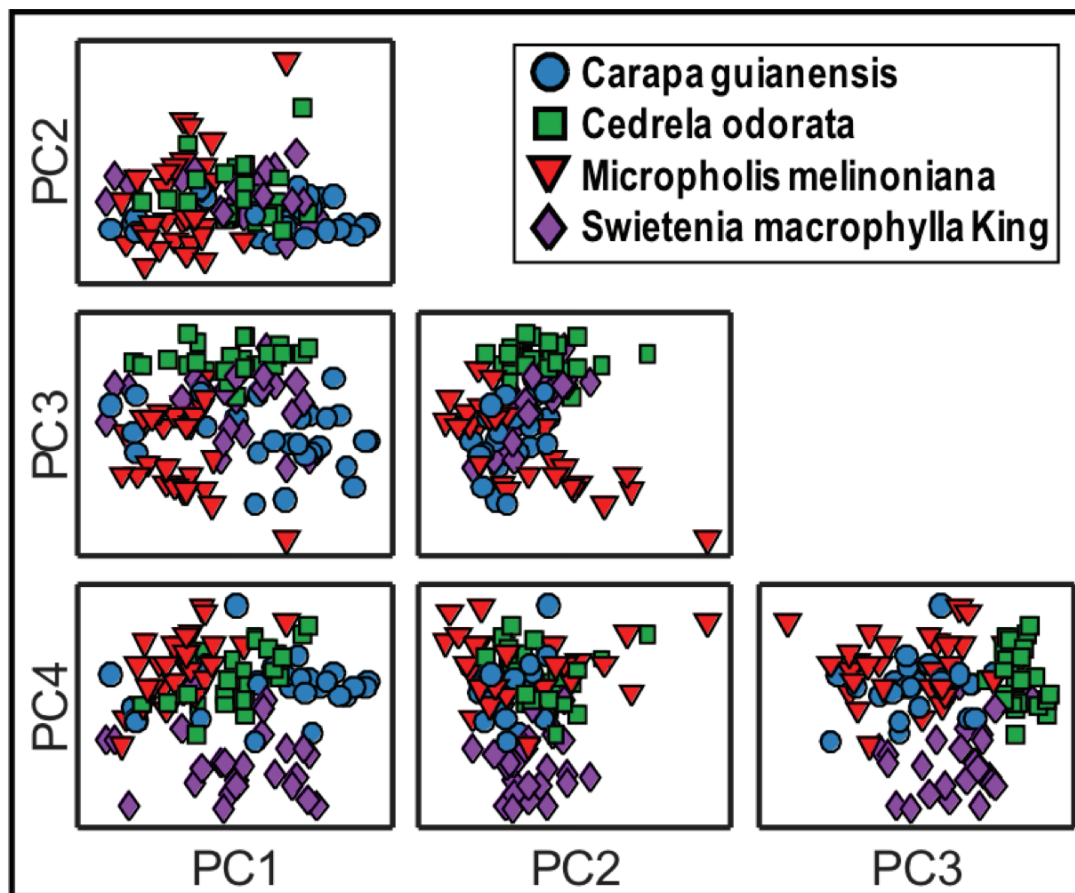 PC2
Carapa guianensis
Cedrela odorata
Micropholis melinoniana
Swietenia macrophylla King
PC3
PC4
PC1
PC2
PC3